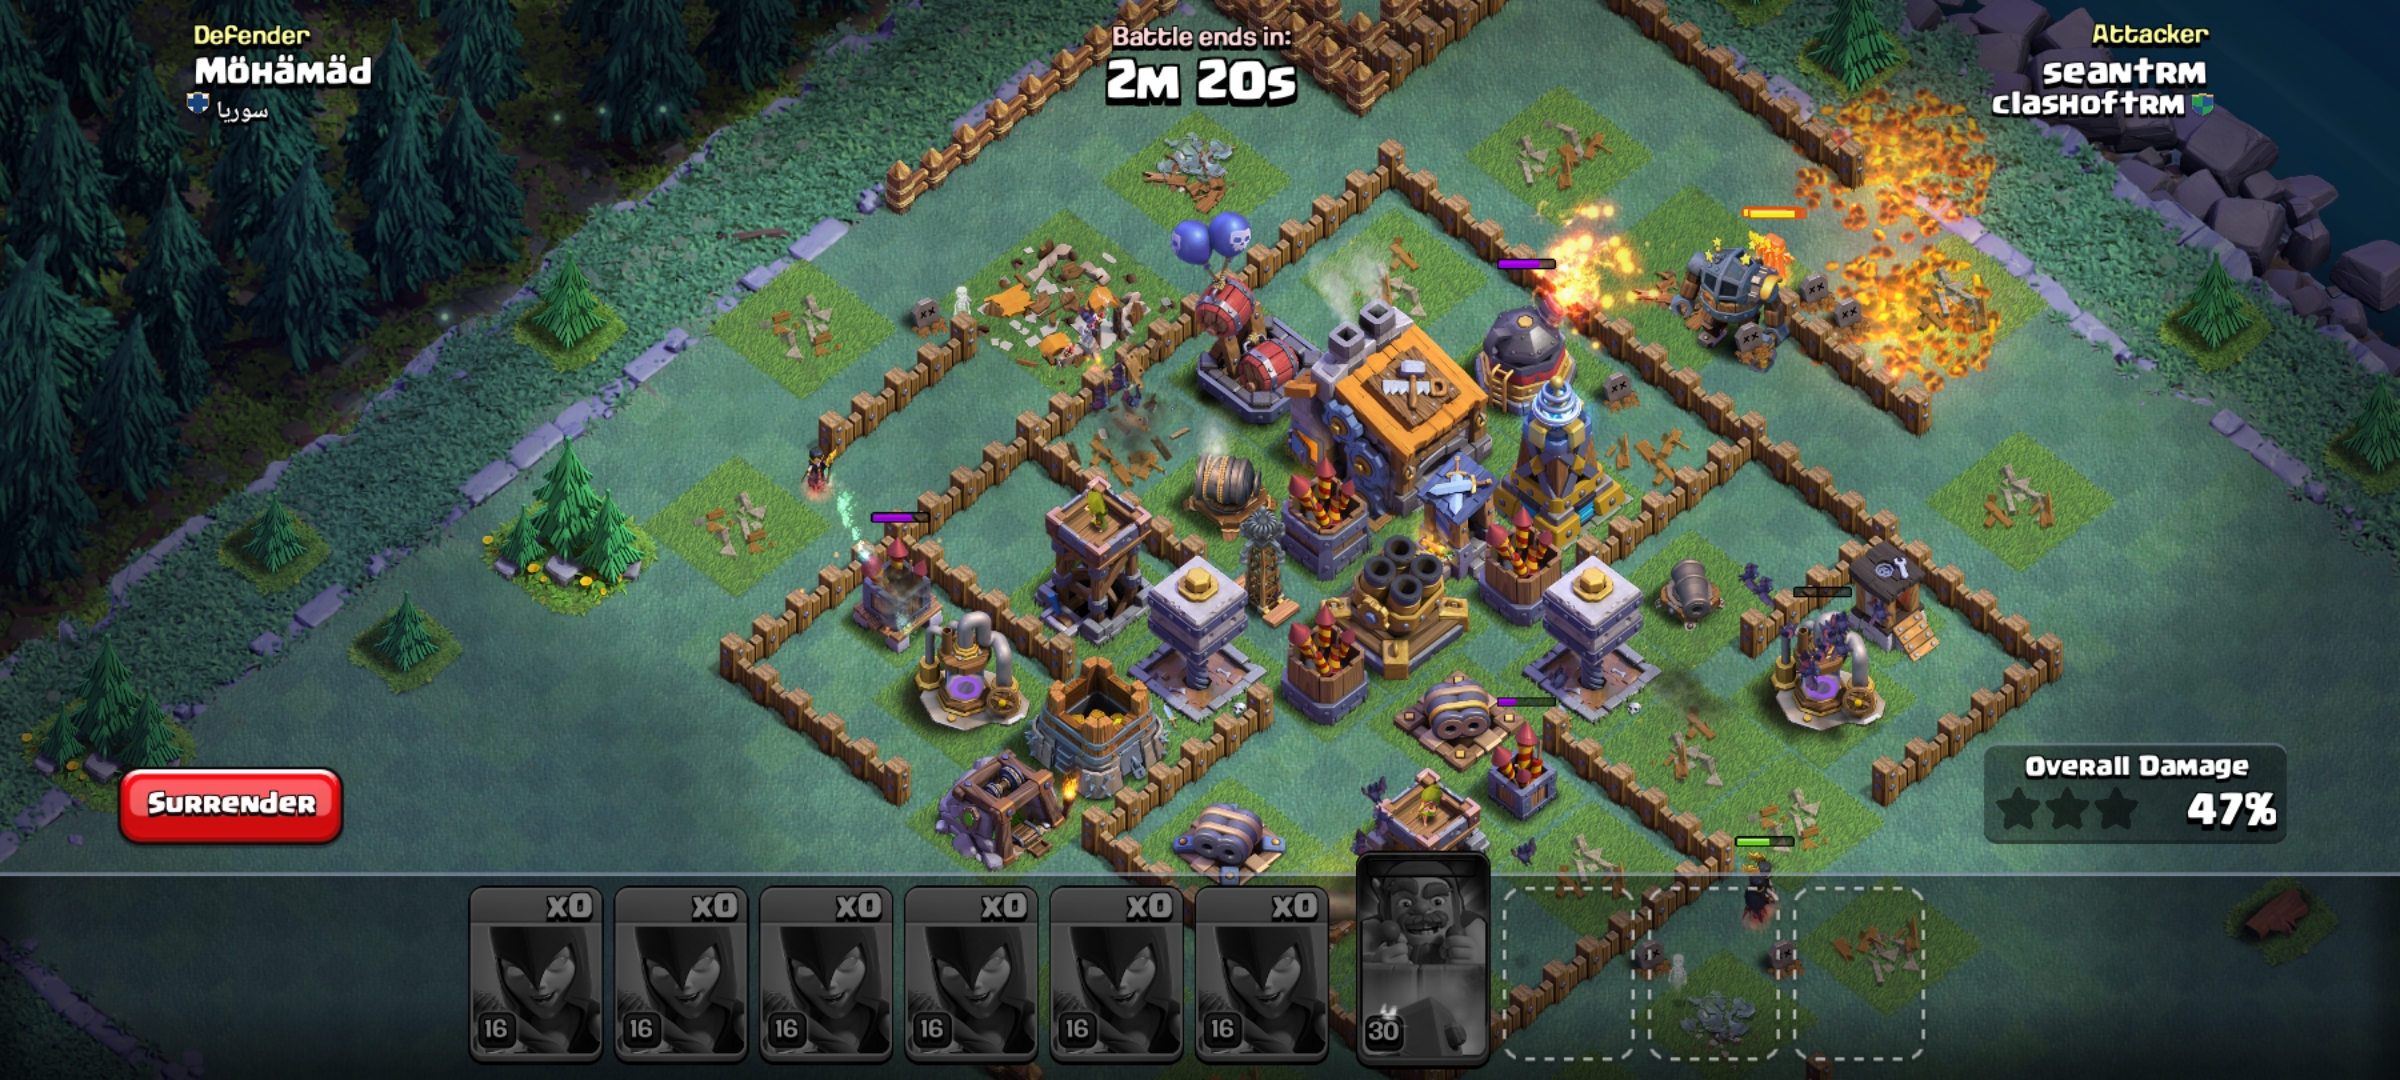 Defender
Möhämäd
سوريا
Battle ends in:
2M 20s
Attacker
seantRM
clashoftRM
Surrender
Overall Damage
47%
x0
x0
x0
x0
x0
x0
16
16
16
16
16
16
30